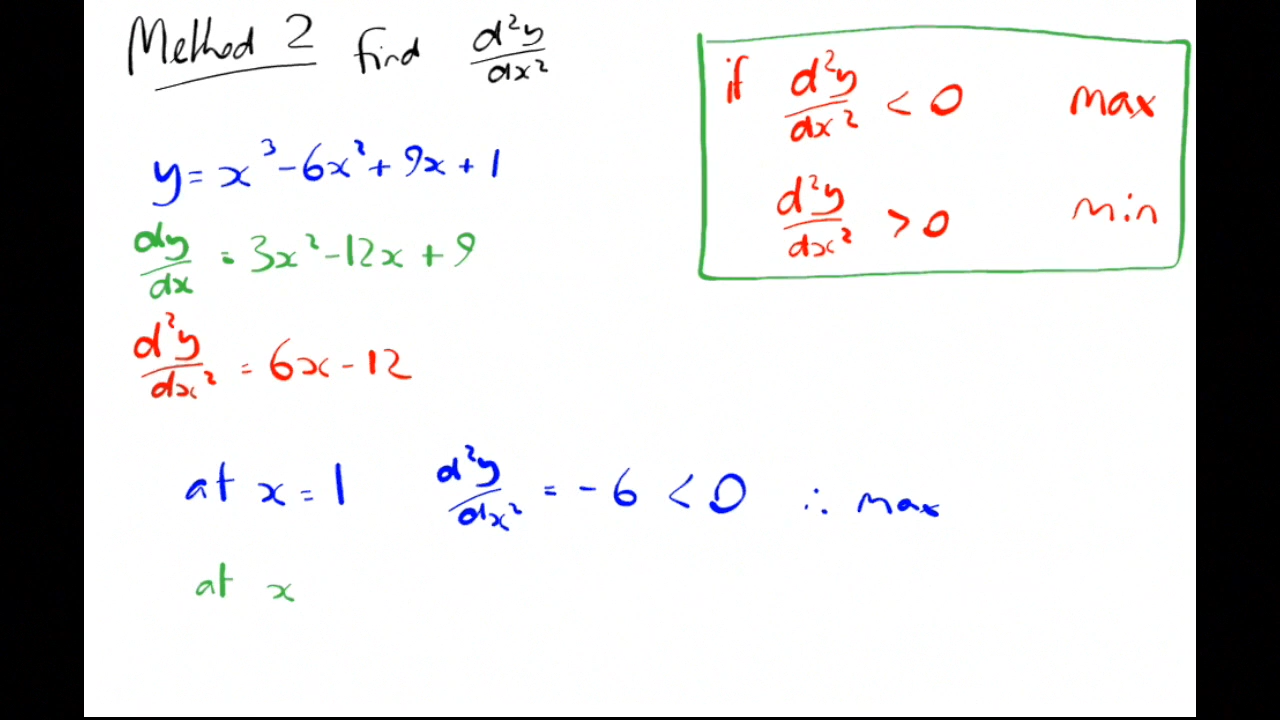 Method 2 find d²y/dx²
if d²y/dx² < 0 max
d²y/dx² > 0 min
y = x³ - 6x² + 9x + 1
dy/dx = 3x² - 12x + 9
d²y/dx² = 6x - 12
at x = 1 d²y/dx² = - 6 < 0 ∴ max
at x